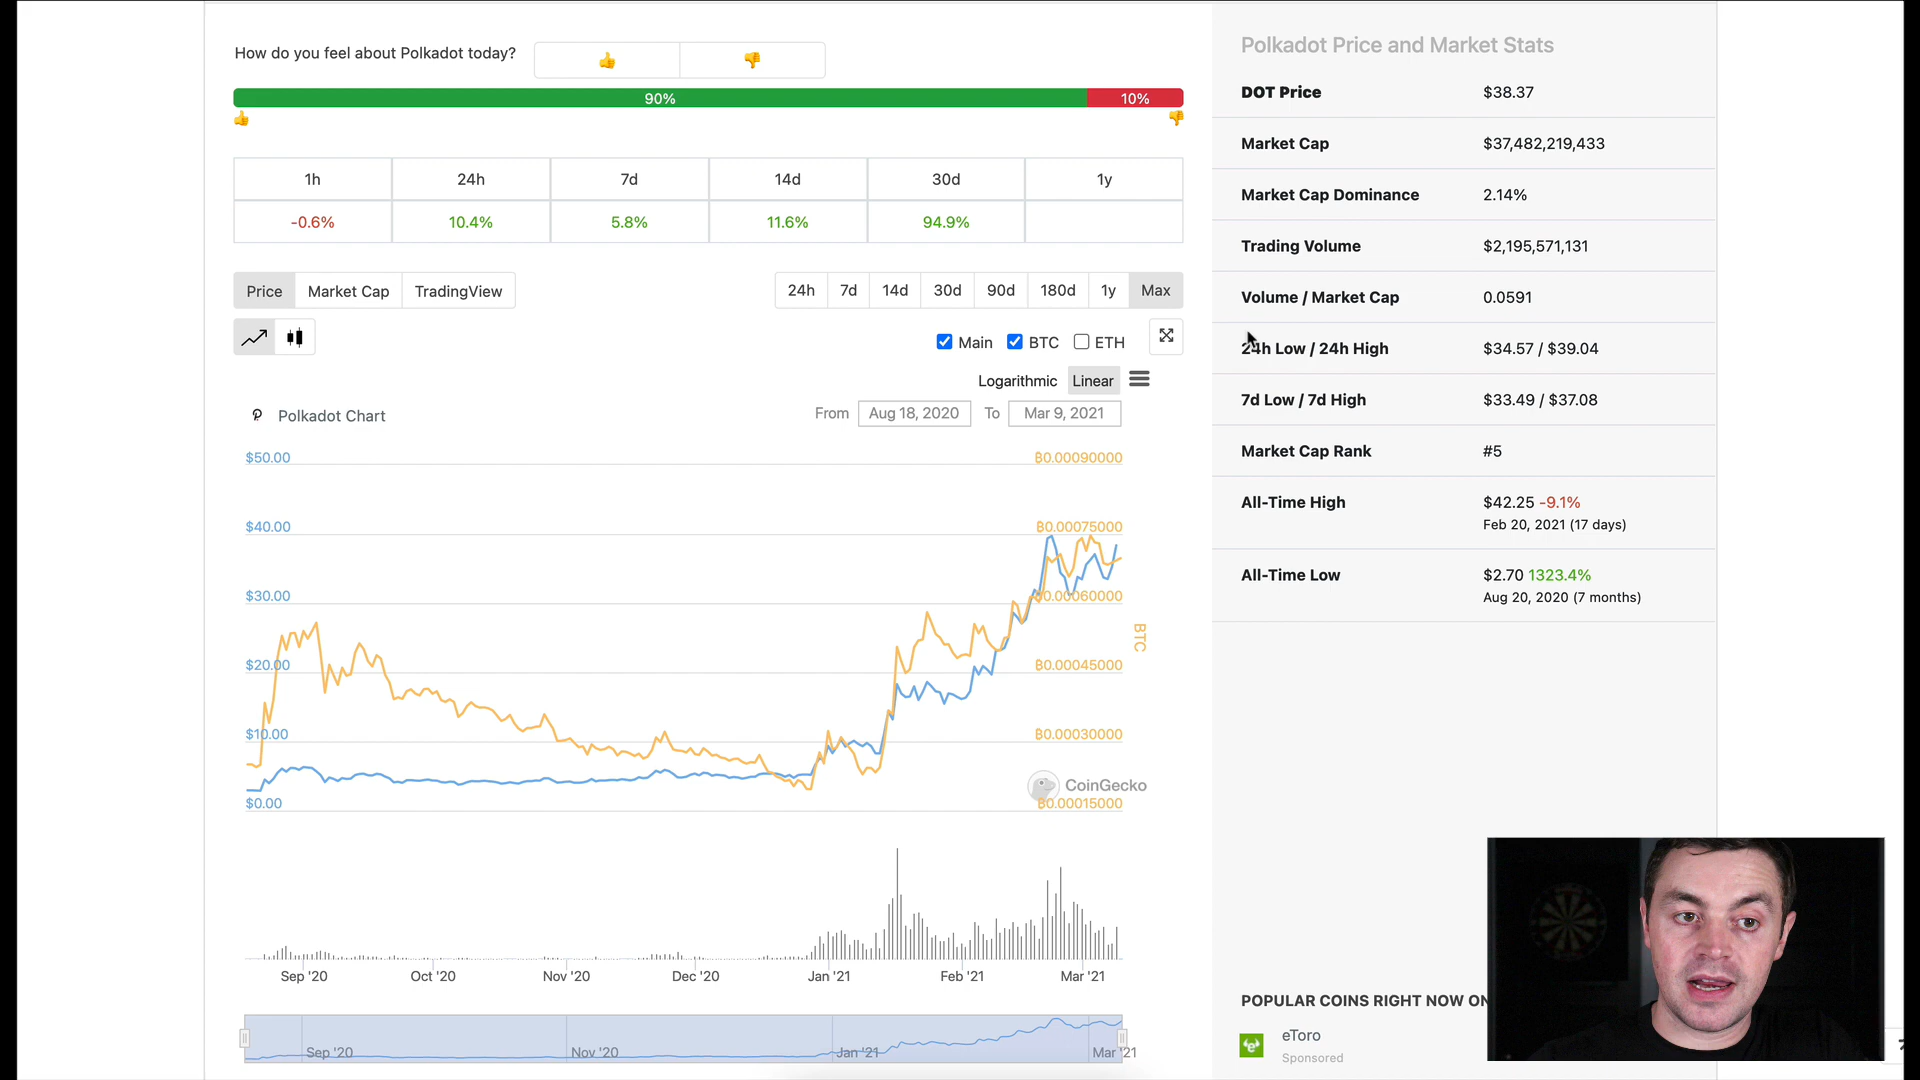 How do you feel about Polkadot today?
90%
10%
1h 24h 7d 14d 30d 1y
-0.6% 10.4% 5.8% 11.6% 94.9%
Price Market Cap TradingView
24h 7d 14d 30d 90d 180d 1y Max
Main BTC ETH
Logarithmic Linear
Polkadot Chart
From Aug 18, 2020 To Mar 9, 2021
$50.00 ₿0.00090000
$40.00 ₿0.00075000
$30.00 ₿0.00060000
BTC
$20.00 ₿0.00045000
$10.00 ₿0.00030000
CoinGecko
$0.00 ₿0.00015000
Sep '20 Oct '20 Nov '20 Dec '20 Jan '21 Feb '21 Mar '21
Sep '20 Nov '20 Jan '21 Mar '21
Polkadot Price and Market Stats
DOT Price $38.37
Market Cap $37,482,219,433
Market Cap Dominance 2.14%
Trading Volume $2,195,571,131
Volume / Market Cap 0.0591
24h Low / 24h High $34.57 / $39.04
7d Low / 7d High $33.49 / $37.08
Market Cap Rank #5
All-Time High $42.25 -9.1%
Feb 20, 2021 (17 days)
All-Time Low $2.70 1323.4%
Aug 20, 2020 (7 months)
POPULAR COINS RIGHT NOW ON
eToro
Sponsored